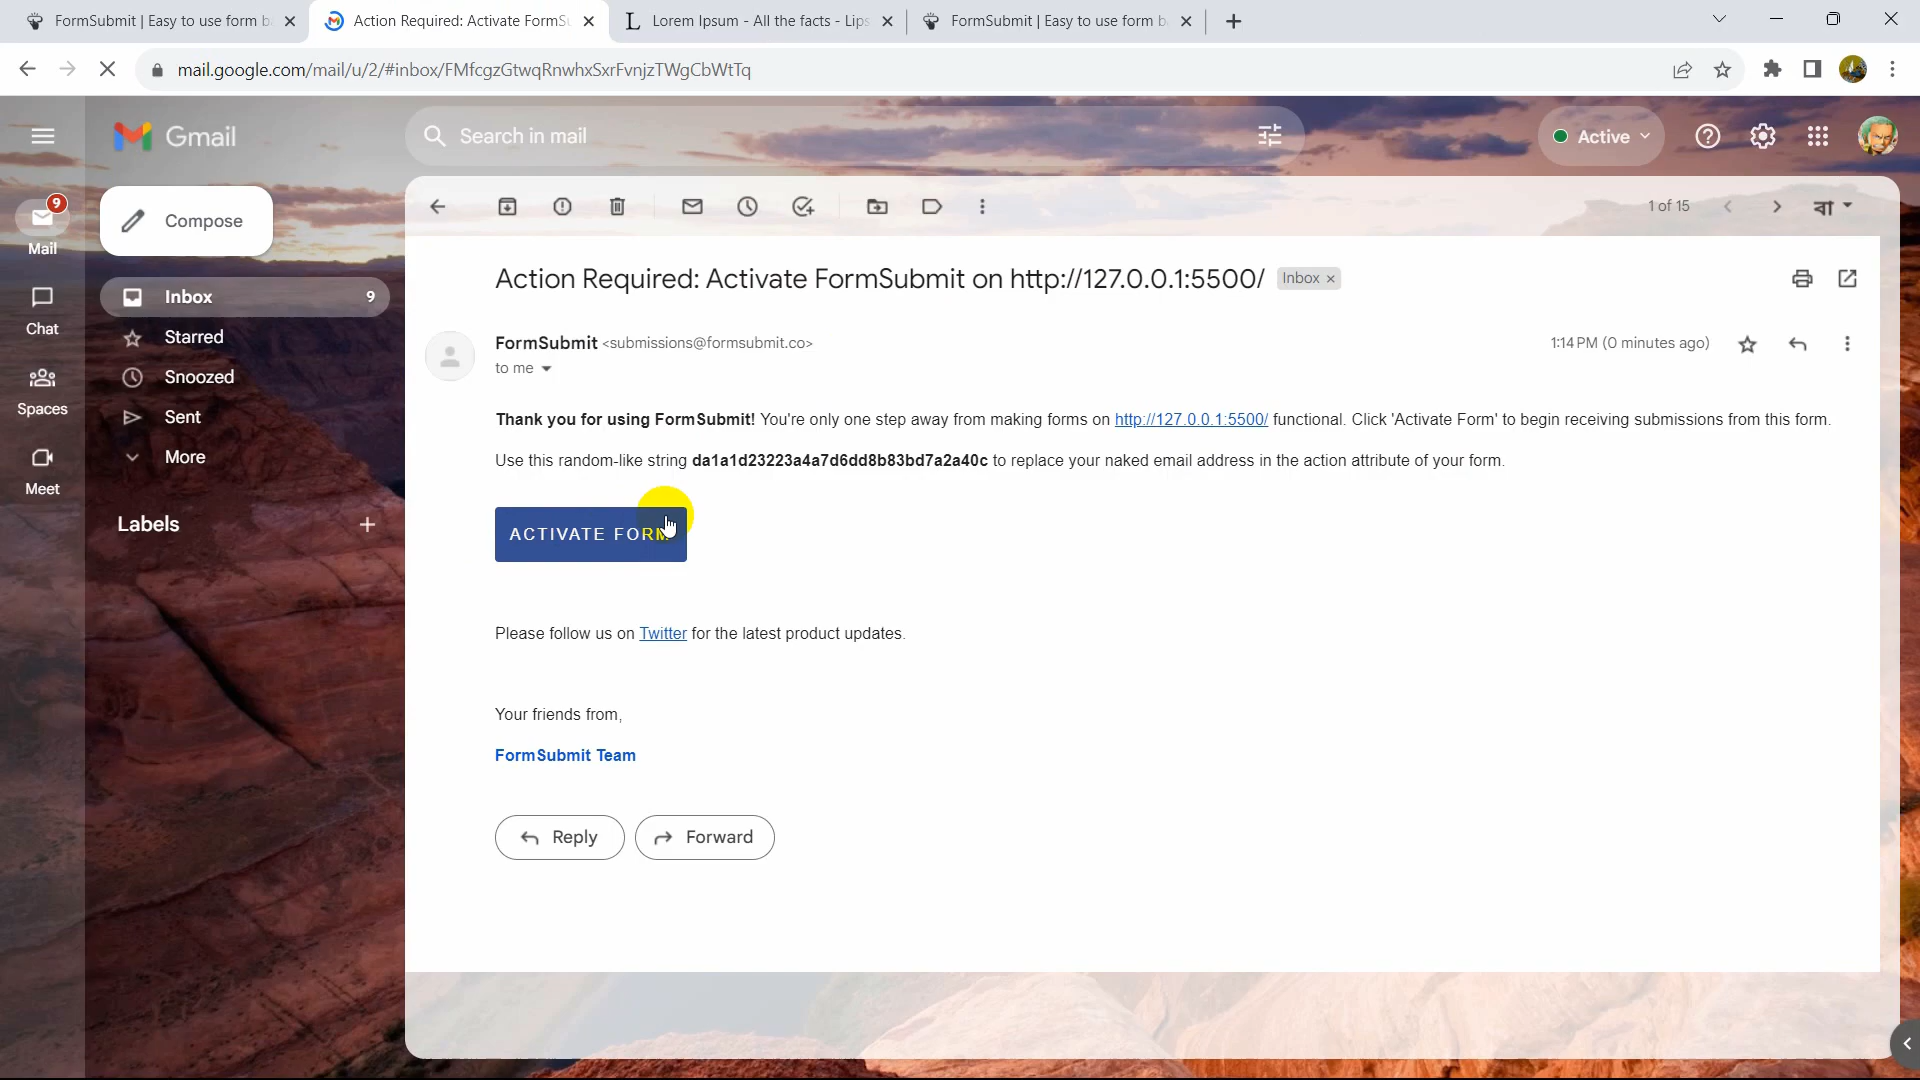 FormSubmit | Easy to use form b
Action Required: Activate FormS
Lorem Ipsum - All the facts - Lips
FormSubmit | Easy to use form b
mail.google.com/mail/u/2/#inbox/FMfcgzGtwqRnwhxSxrFvnjzTWgCbWtTq
Gmail
Search in mail
Active
9
Mail
Compose
1 of 15
বা
Inbox 9
Starred
Snoozed
Sent
More
Chat
Spaces
Meet
Labels
Action Required: Activate FormSubmit on http://127.0.0.1:5500/ Inbox ×
FormSubmit <submissions@formsubmit.co>
1:14 PM (0 minutes ago)
to me
Thank you for using FormSubmit! You're only one step away from making forms on http://127.0.0.1:5500/ functional. Click 'Activate Form' to begin receiving submissions from this form.
Use this random-like string da1a1d23223a4a7d6dd8b83bd7a2a40c to replace your naked email address in the action attribute of your form.
ACTIVATE FORM
Please follow us on Twitter for the latest product updates.
Your friends from,
FormSubmit Team
Reply
Forward